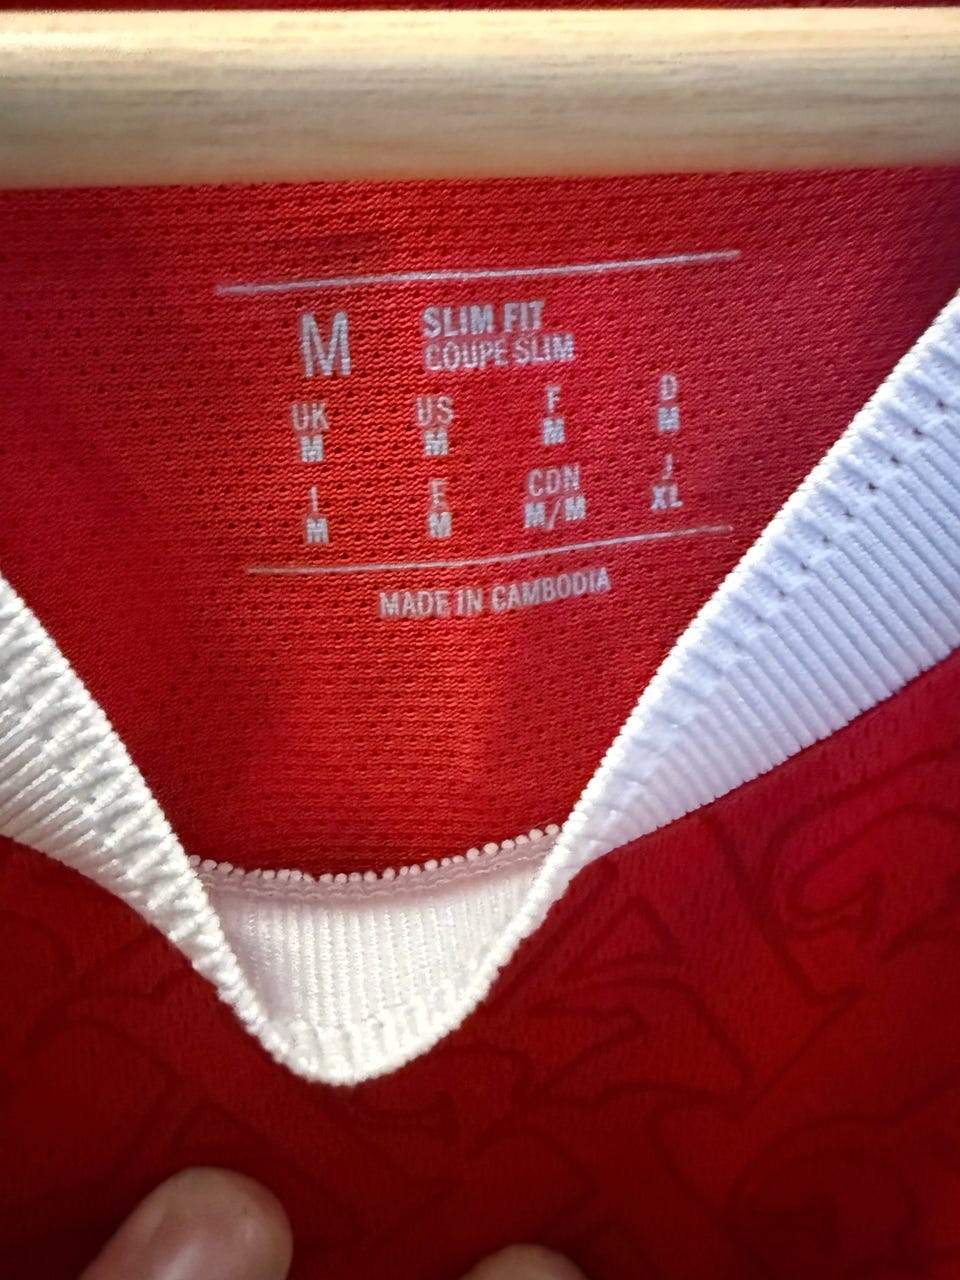 M SLIM FIT
COUPE SLIM
UK US F D
M M M M
I E CDN J
M M M/M XL
MADE IN CAMBODIA